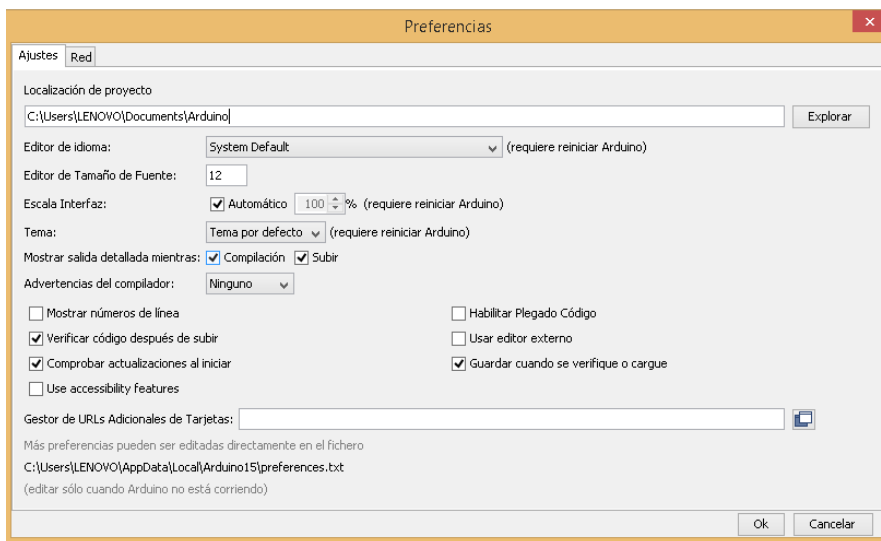 Preferencias
Ajustes Red
Localización de proyecto
C:\Users\LENOVO\Documents\Arduino Explorar
Editor de idioma: System Default (requiere reiniciar Arduino)
Editor de Tamaño de Fuente: 12
Escala Interfaz: Automático 100 % (requiere reiniciar Arduino)
Tema: Tema por defecto (requiere reiniciar Arduino)
Mostrar salida detallada mientras: Compilación Subir
Advertencias del compilador: Ninguno
Mostrar números de línea Habilitar Plegado Código
Verificar código después de subir Usar editor externo
Comprobar actualizaciones al iniciar Guardar cuando se verifique o cargue
Use accessibility features
Gestor de URLs Adicionales de Tarjetas:
Más preferencias pueden ser editadas directamente en el fichero
C:\Users\LENOVO\AppData\Local\Arduino15\preferences.txt
(editar sólo cuando Arduino no está corriendo)
Ok Cancelar